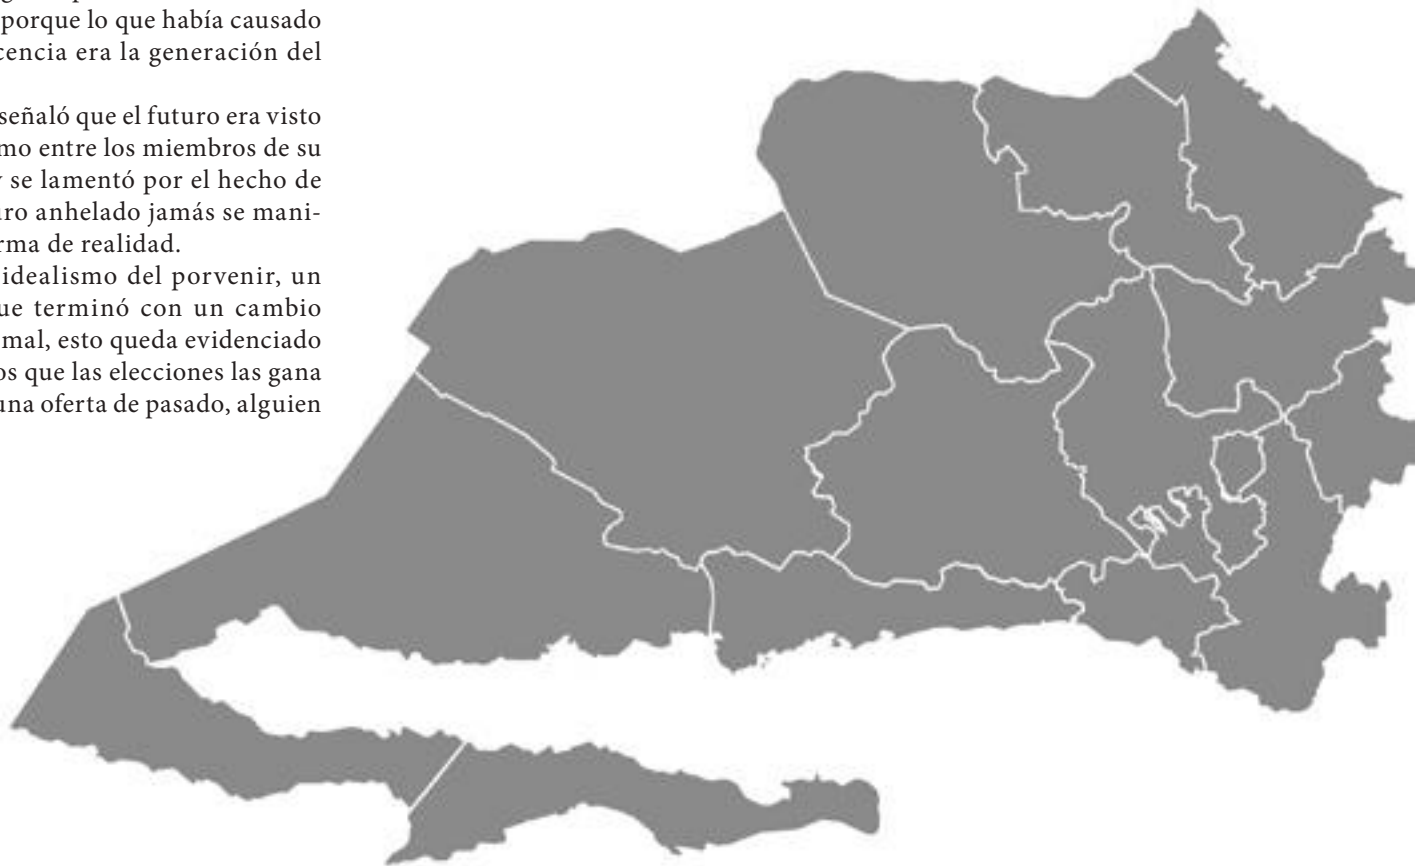 porque lo que había causado
cencia era la generación del
señaló que el futuro era visto
mo entre los miembros de su
se lamentó por el hecho de
uro anhelado jamás se mani-
rma de realidad.
idealismo del porvenir, un
ue terminó con un cambio
mal, esto queda evidenciado
os que las elecciones las gana
una oferta de pasado, alguien